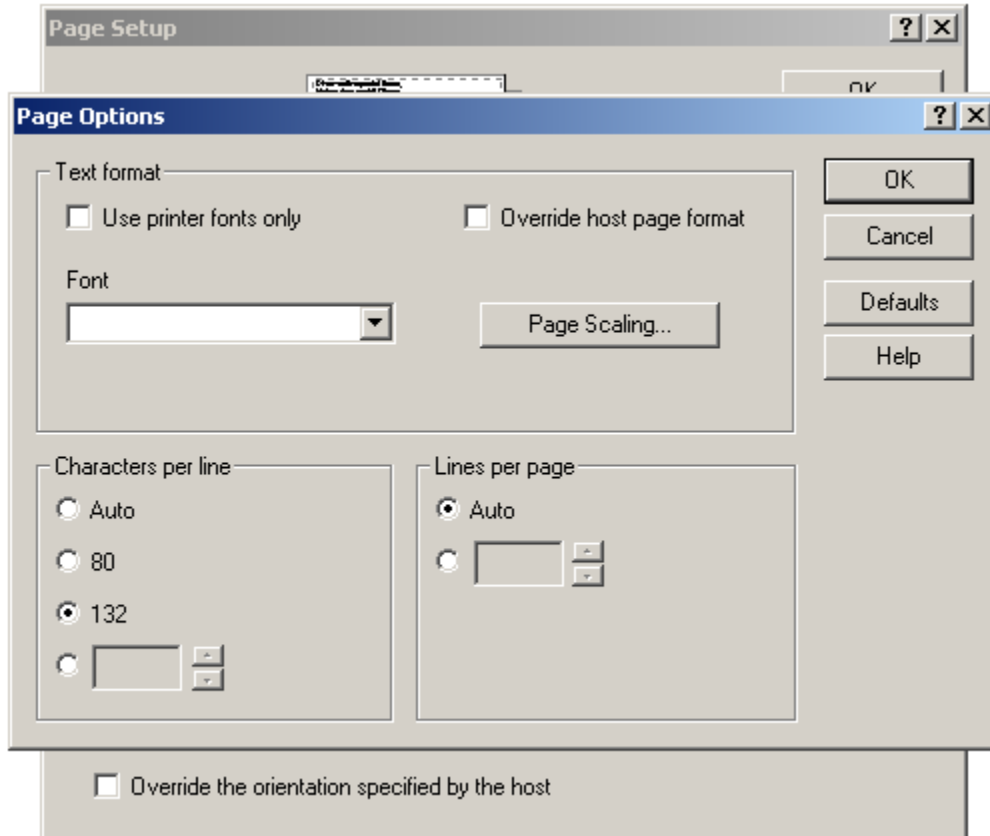 Page Setup
OK
Page Options
Text format
Use printer fonts only
Override host page format
Font
Page Scaling...
OK
Cancel
Defaults
Help
Characters per line
Auto
80
132
Lines per page
Auto
Override the orientation specified by the host